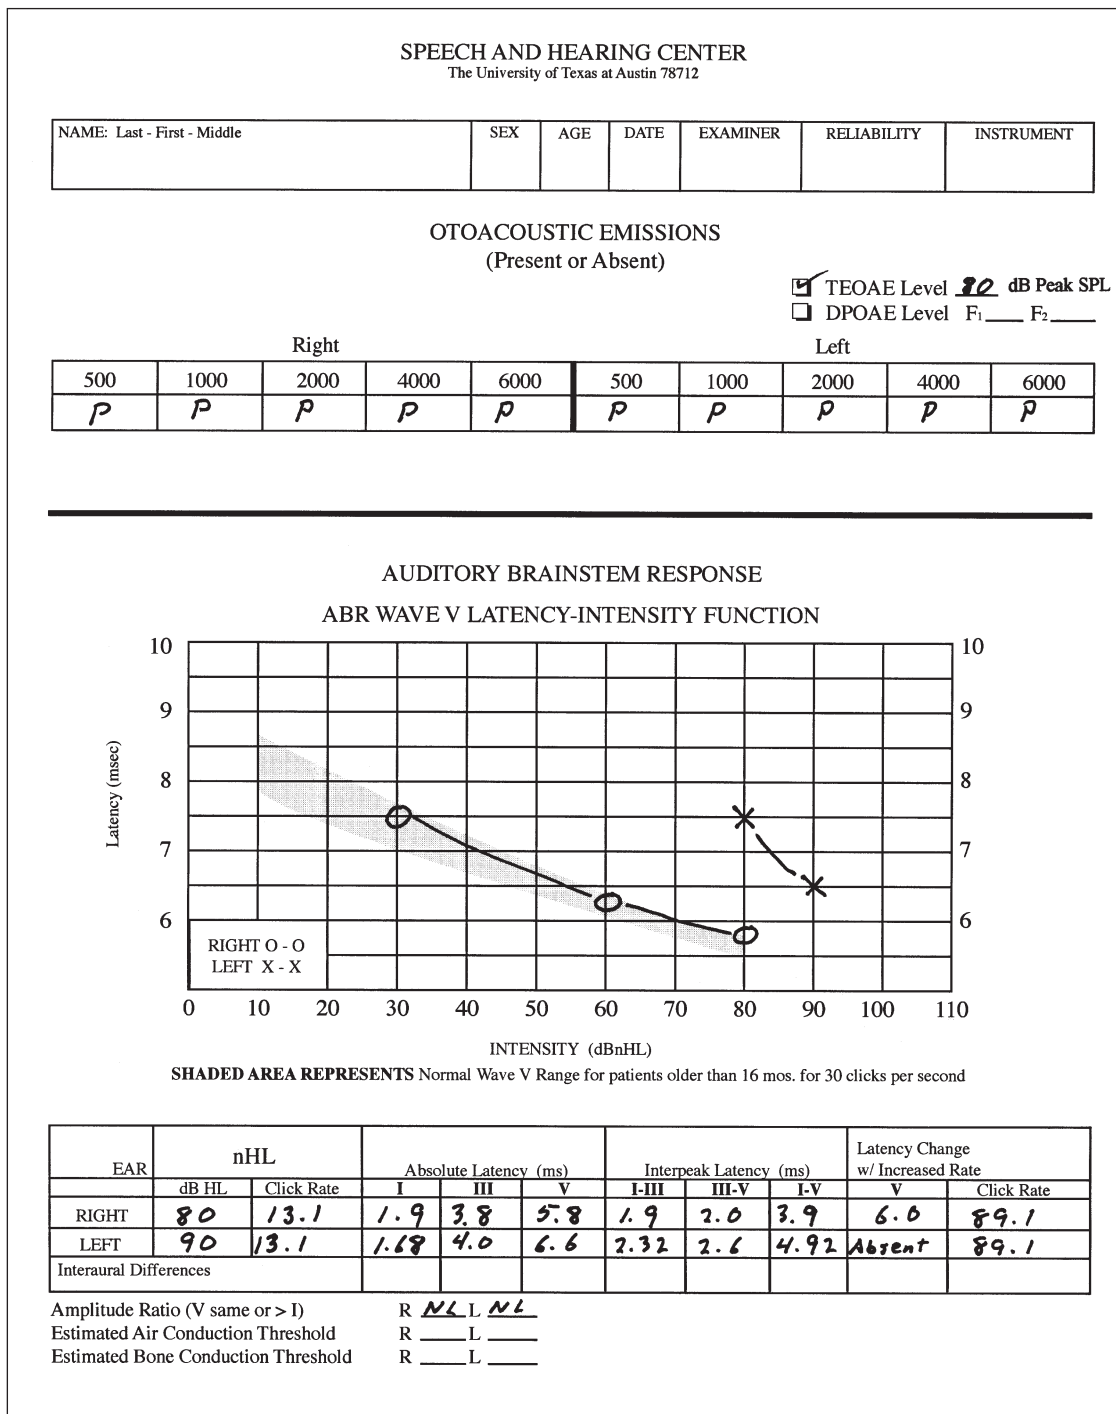 SPEECH AND HEARING CENTER
The University of Texas at Austin 78712
NAME: Last - First - Middle SEX AGE DATE EXAMINER RELIABILITY INSTRUMENT
OTOACOUSTIC EMISSIONS
(Present or Absent)
TEOAE Level 80 dB Peak SPL
DPOAE Level F1 F2
Right Left
500 1000 2000 4000 6000 500 1000 2000 4000 6000
P P P P P P P P P P
AUDITORY BRAINSTEM RESPONSE
ABR WAVE V LATENCY-INTENSITY FUNCTION
10 10
9 9
8 8
7 7
6 6
Latency (msec)
RIGHT O - O
LEFT X - X
0 10 20 30 40 50 60 70 80 90 100 110
INTENSITY (dBnHL)
SHADED AREA REPRESENTS Normal Wave V Range for patients older than 16 mos. for 30 clicks per second
EAR nHL Absolute Latency (ms) Interpeak Latency (ms) Latency Change
w/ Increased Rate
dB HL Click Rate I III V I-III III-V I-V V Click Rate
RIGHT 80 13.1 1.9 3.8 5.8 1.9 2.0 3.9 6.0 89.1
LEFT 90 13.1 1.68 4.0 6.6 2.32 2.6 4.92 Absent 89.1
Interaural Differences
Amplitude Ratio (V same or > I) R NL L NL
Estimated Air Conduction Threshold R L
Estimated Bone Conduction Threshold R L